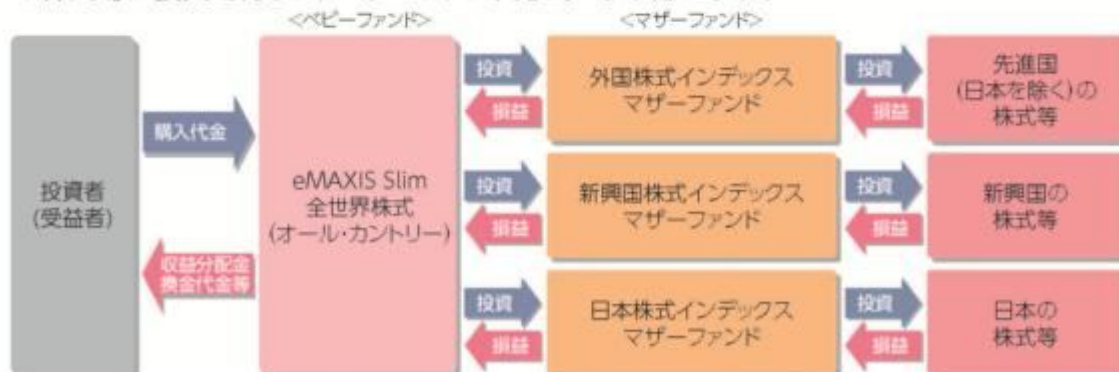 <ベビーファンド>
<マザーファンド>
投資者
(受益者)
購入代金
収益分配金
換金代金等
eMAXIS Slim
全世界株式
(オール・カントリー)
投資
損益
外国株式インデックス
マザーファンド
投資
損益
先進国
(日本を除く)の
株式等
投資
損益
新興国株式インデックス
マザーファンド
投資
損益
新興国の
株式等
投資
損益
日本株式インデックス
マザーファンド
投資
損益
日本の
株式等